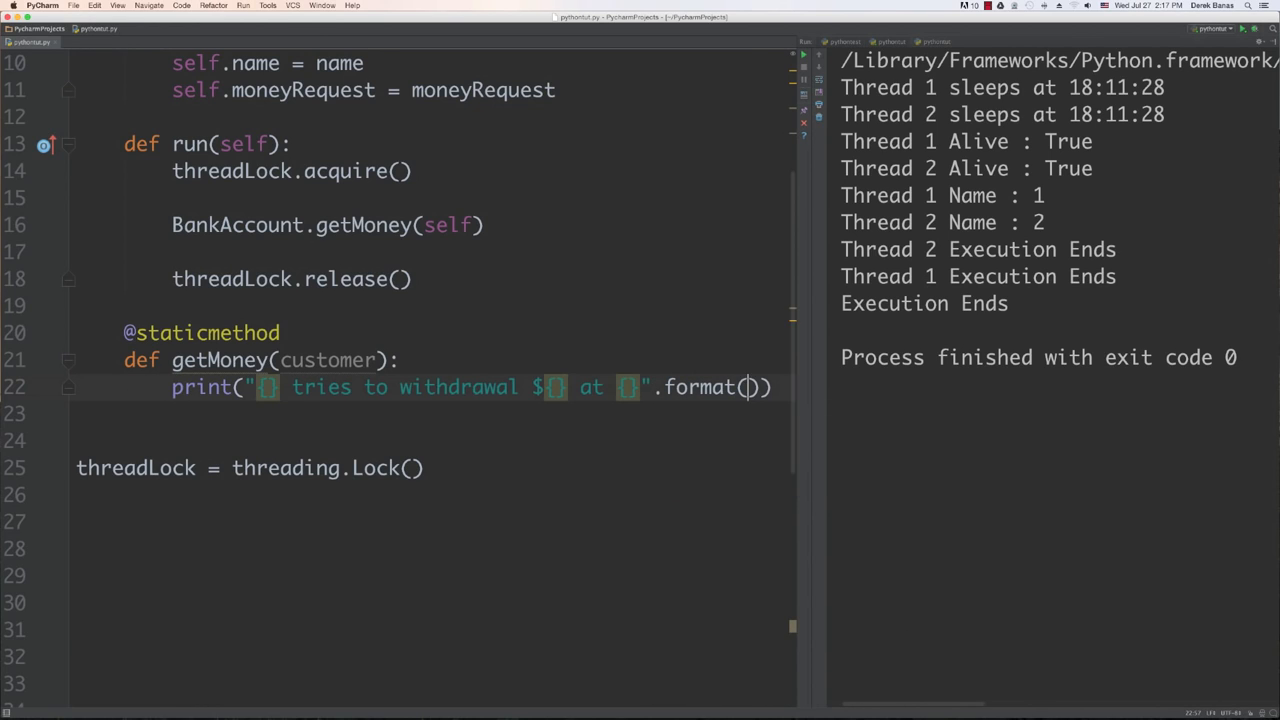 PyCharm File Edit View Navigate Code Refactor Run Tools VCS Window Help
10 Wed Jul 27 2:17 PM Derek Banas
pythontut.py - PycharmProjects - [~/PycharmProjects]
PycharmProjects pythontut.py
pythontut
pythontut.py
Run: pythontest pythontut pythontut
10 self.name = name
11 self.moneyRequest = moneyRequest
12
13 def run(self):
14 threadLock.acquire()
15
16 BankAccount.getMoney(self)
17
18 threadLock.release()
19
20 @staticmethod
21 def getMoney(customer):
22 print("{} tries to withdrawal ${} at {}".format())
23
24
25 threadLock = threading.Lock()
26
27
28
29
30
31
32
33
34
/Library/Frameworks/Python.framework/
Thread 1 sleeps at 18:11:28
Thread 2 sleeps at 18:11:28
Thread 1 Alive : True
Thread 2 Alive : True
Thread 1 Name : 1
Thread 2 Name : 2
Thread 2 Execution Ends
Thread 1 Execution Ends
Execution Ends
Process finished with exit code 0
22:57 LF÷ UTF-8÷